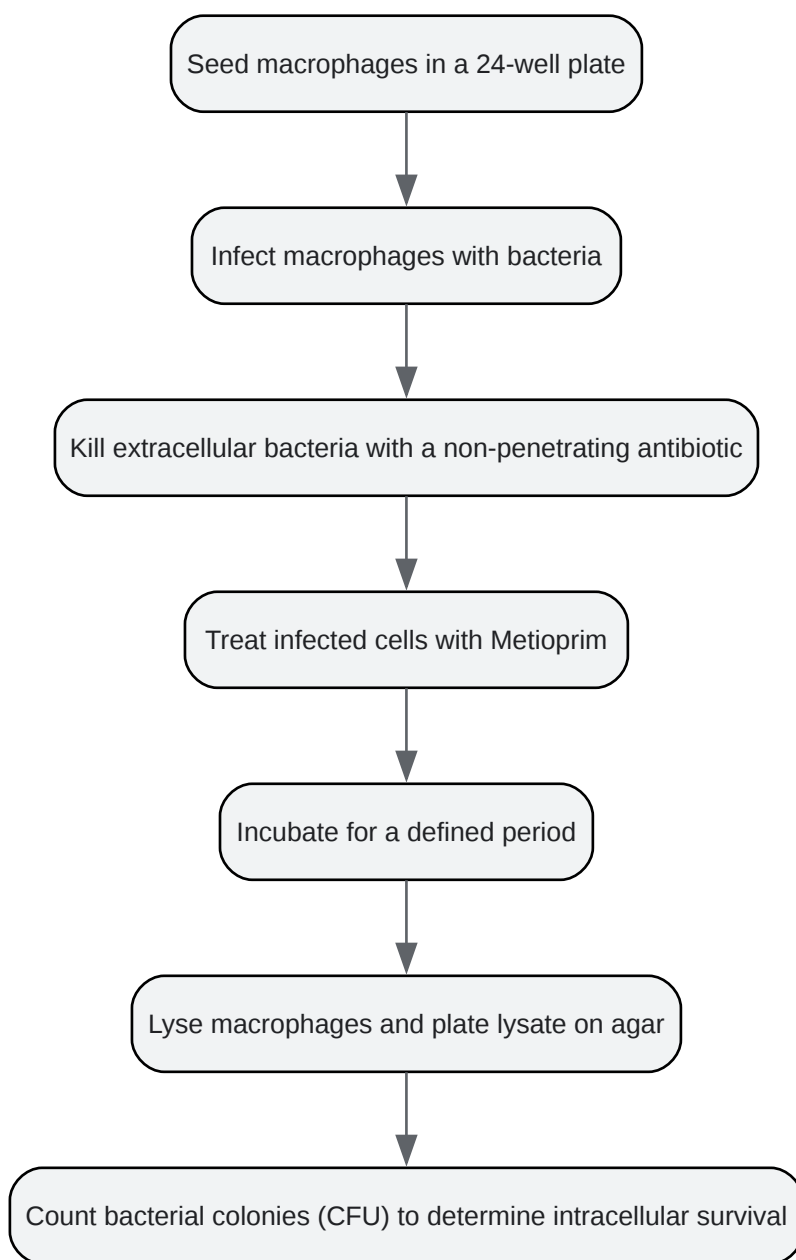 Seed macrophages in a 24-well plate
Infect macrophages with bacteria
Kill extracellular bacteria with a non-penetrating antibiotic
Treat infected cells with Metioprim
Incubate for a defined period
Lyse macrophages and plate lysate on agar
Count bacterial colonies (CFU) to determine intracellular survival